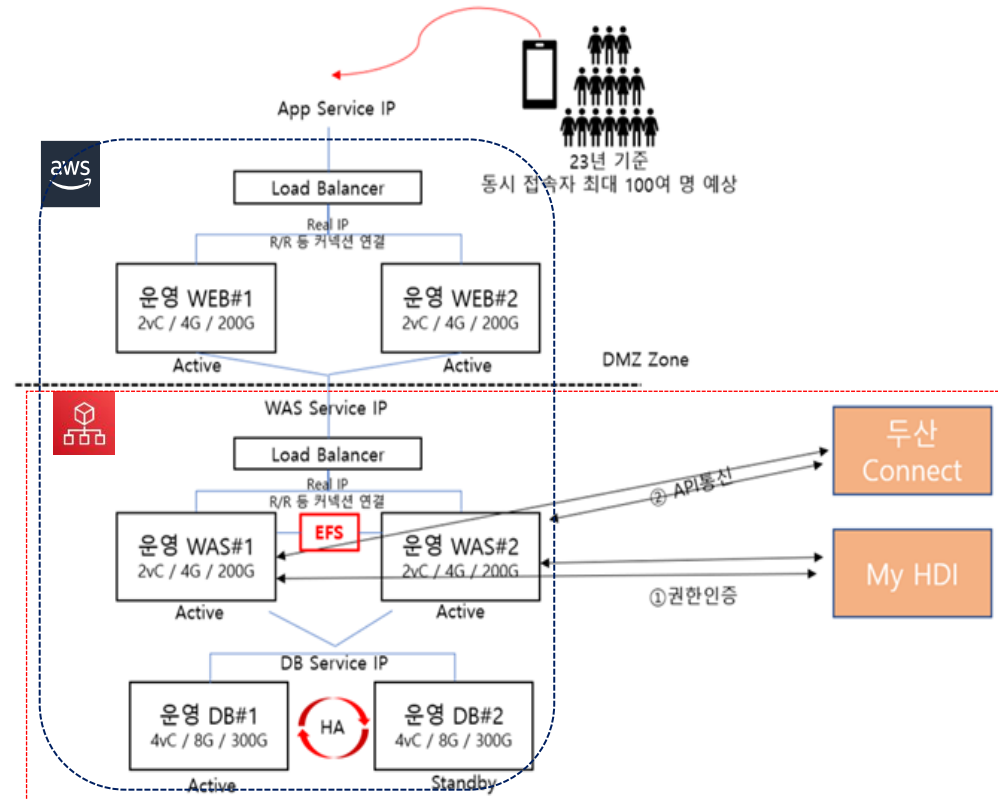 App Service IP
23년 기준
동시 접속자 최대 100여 명 예상
aws
Load Balancer
Real IP
R/R 등 커넥션 연결
운영 WEB#1
2vC / 4G / 200G
운영 WEB#2
2vC / 4G / 200G
Active
Active
DMZ Zone
WAS Service IP
Load Balancer
Real IP
R/R 등 커넥션 연결
EFS
운영 WAS#1
2vC / 4G / 200G
운영 WAS#2
2vC / 4G / 200G
Active
Active
② API통신
두산
Connect
My HDI
①권한인증
DB Service IP
운영 DB#1
4vC / 8G / 300G
HA
운영 DB#2
4vC / 8G / 300G
Active
Standby